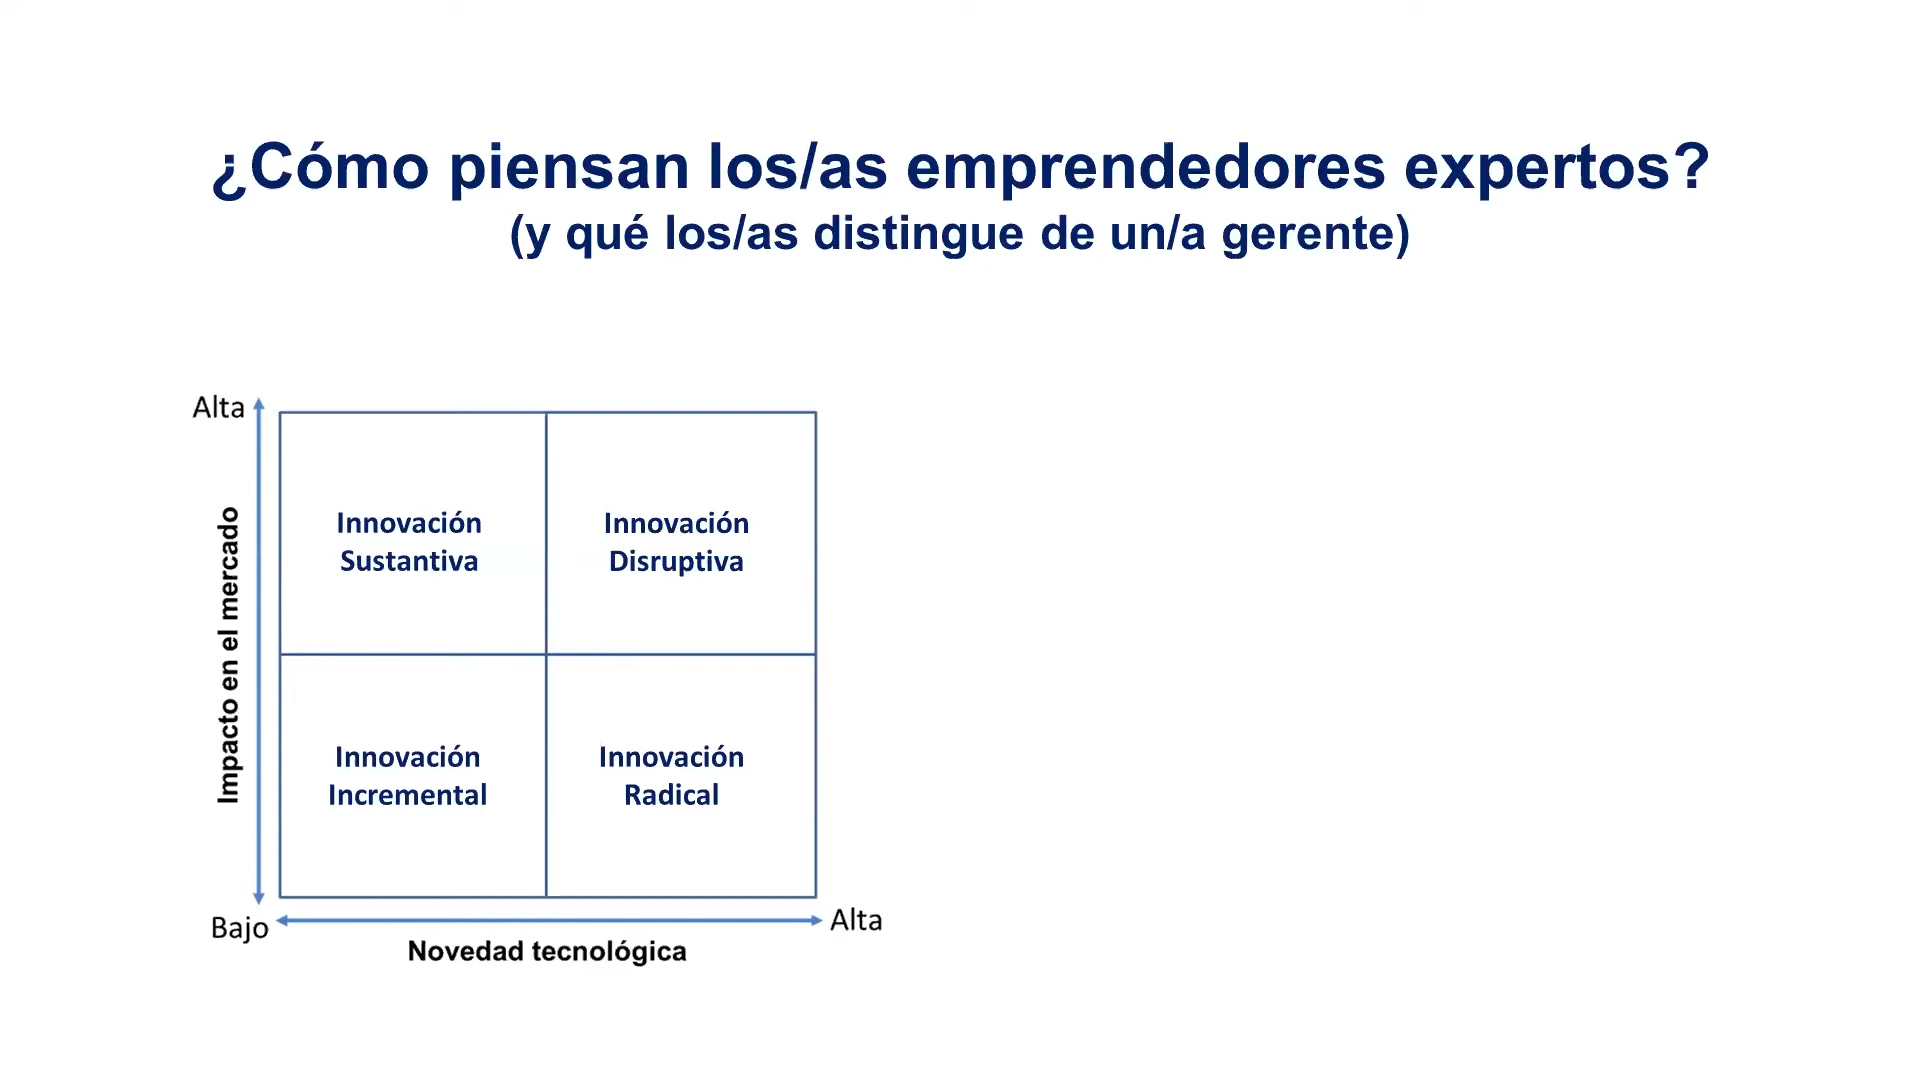 ¿Cómo piensan los/as emprendedores expertos?
(y qué los/as distingue de un/a gerente)
Alta
Impacto en el mercado
Innovación
Sustantiva
Innovación
Disruptiva
Innovación
Incremental
Innovación
Radical
Bajo
Alta
Novedad tecnológica